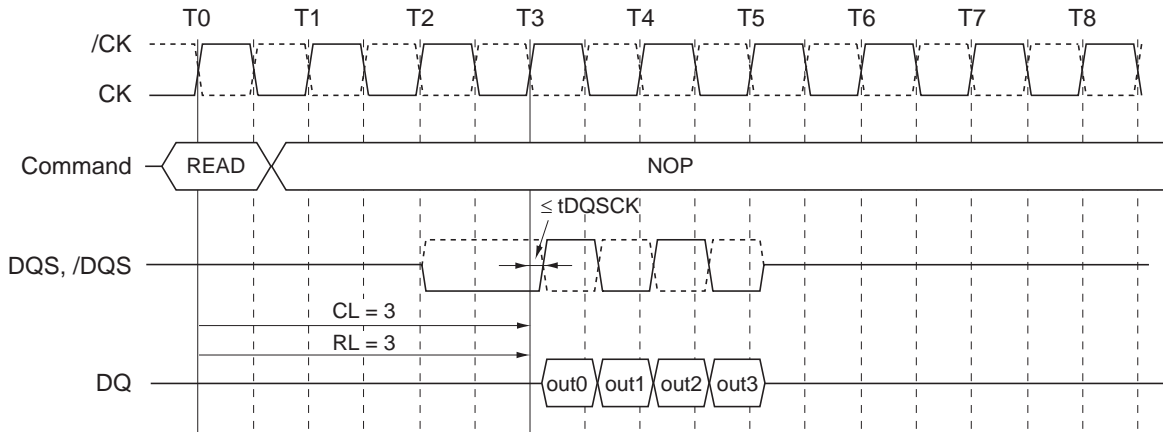 T0 T1 T2 T3 T4 T5 T6 T7 T8
/CK
CK
Command READ NOP
≤ tDQSCK
DQS, /DQS
CL = 3
RL = 3
DQ out0 out1 out2 out3